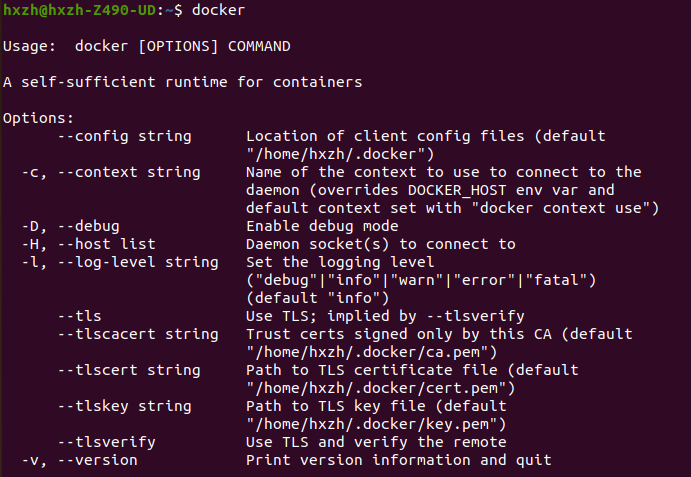 hxzh@hxzh-Z490-UD:~$ docker
Usage:  docker [OPTIONS] COMMAND
A self-sufficient runtime for containers
Options:
      --config string      Location of client config files (default
                           "/home/hxzh/.docker")
  -c, --context string     Name of the context to use to connect to the
                           daemon (overrides DOCKER_HOST env var and
                           default context set with "docker context use")
  -D, --debug              Enable debug mode
  -H, --host list          Daemon socket(s) to connect to
  -l, --log-level string   Set the logging level
                           ("debug"|"info"|"warn"|"error"|"fatal")
                           (default "info")
      --tls                Use TLS; implied by --tlsverify
      --tlscacert string   Trust certs signed only by this CA (default
                           "/home/hxzh/.docker/ca.pem")
      --tlscert string     Path to TLS certificate file (default
                           "/home/hxzh/.docker/cert.pem")
      --tlskey string      Path to TLS key file (default
                           "/home/hxzh/.docker/key.pem")
      --tlsverify          Use TLS and verify the remote
  -v, --version            Print version information and quit